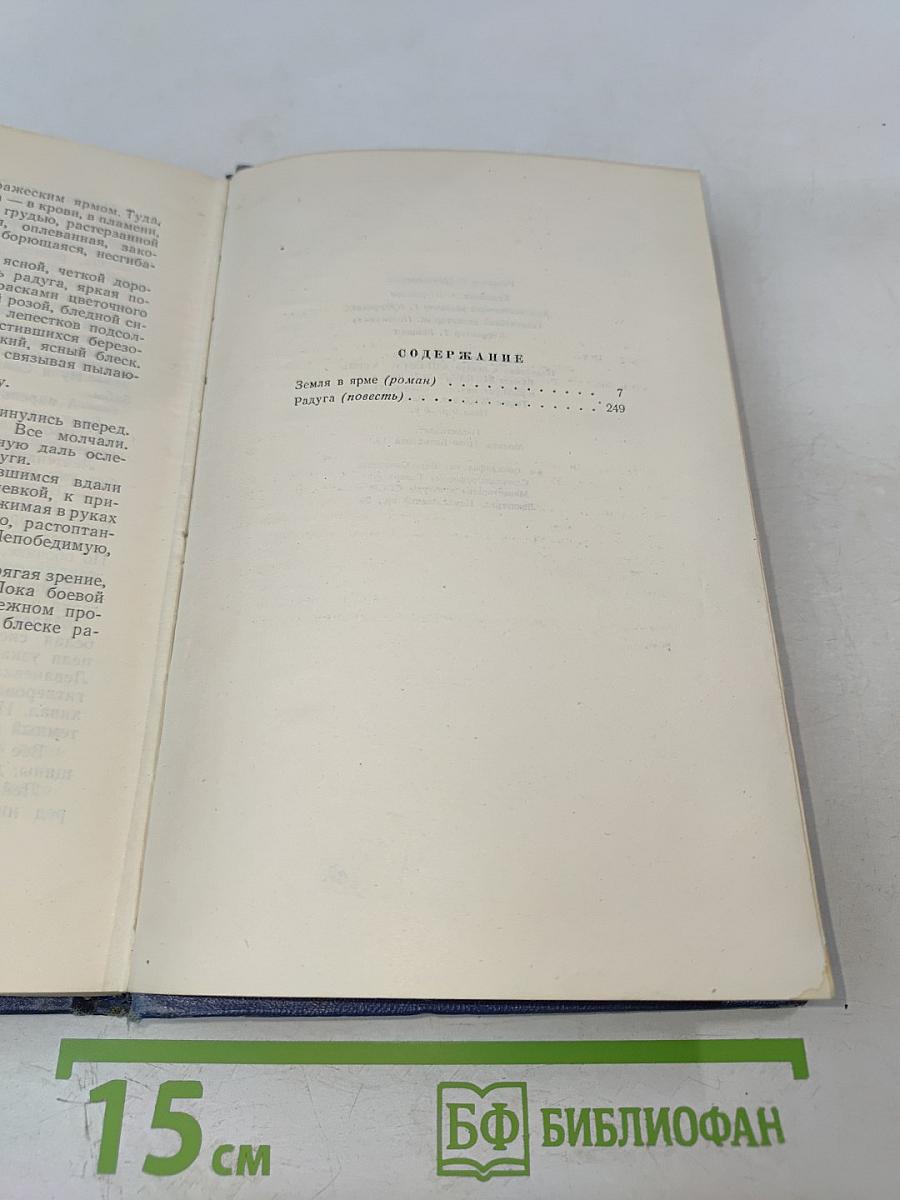 ражеским ярмом. Туда,
— в крови, в пламени,
грудью, растерзанной
оплеванная, зако-
борющаяся, несгиба-
ясной, четкой доро-
радуга, яркая по-
расками цветочного
розой, бледной си-
лепестков подсол-
стившихся березо-
кий, ясный блеск.
связывая пылаю-
у.
инулись вперед.
Все молчали.
ную даль осле-
уги.
вшимся вдали
уевкой, к при-
жимая в руках
о, растоптан-
Непобедимую,
рягая зрение,
Пока боевой
ежном про-
блеске ра-
СОДЕРЖАНИЕ
Земля в ярме (роман) . . . . . . . . . . . . . 7
Радуга (повесть) . . . . . . . . . . . . . . . . 249
15 см
БФ БИБЛИОФАН